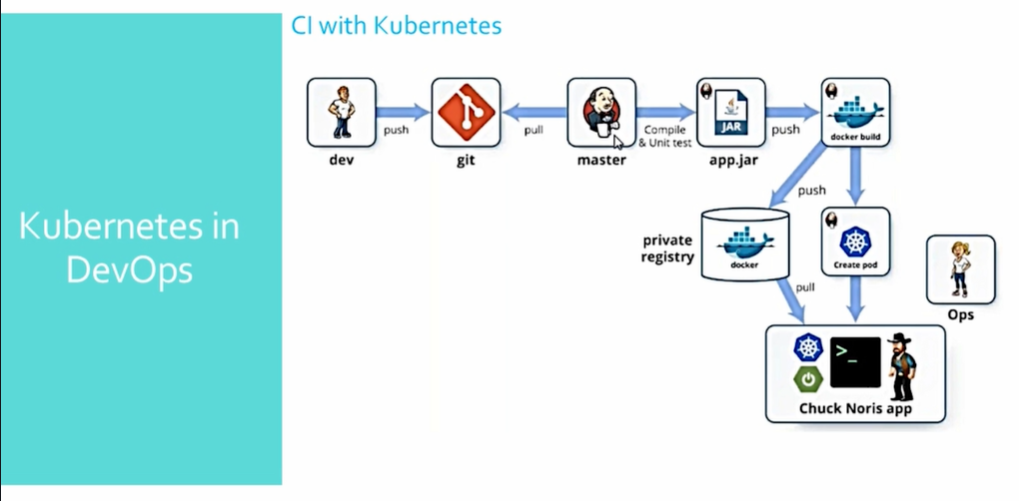 CI with Kubernetes
Kubernetes in
DevOps
push
pull
Compile
& Unit test
push
JAR
docker build
dev
git
master
app.jar
push
private
registry
docker
Create pod
pull
Ops
>_
Chuck Noris app